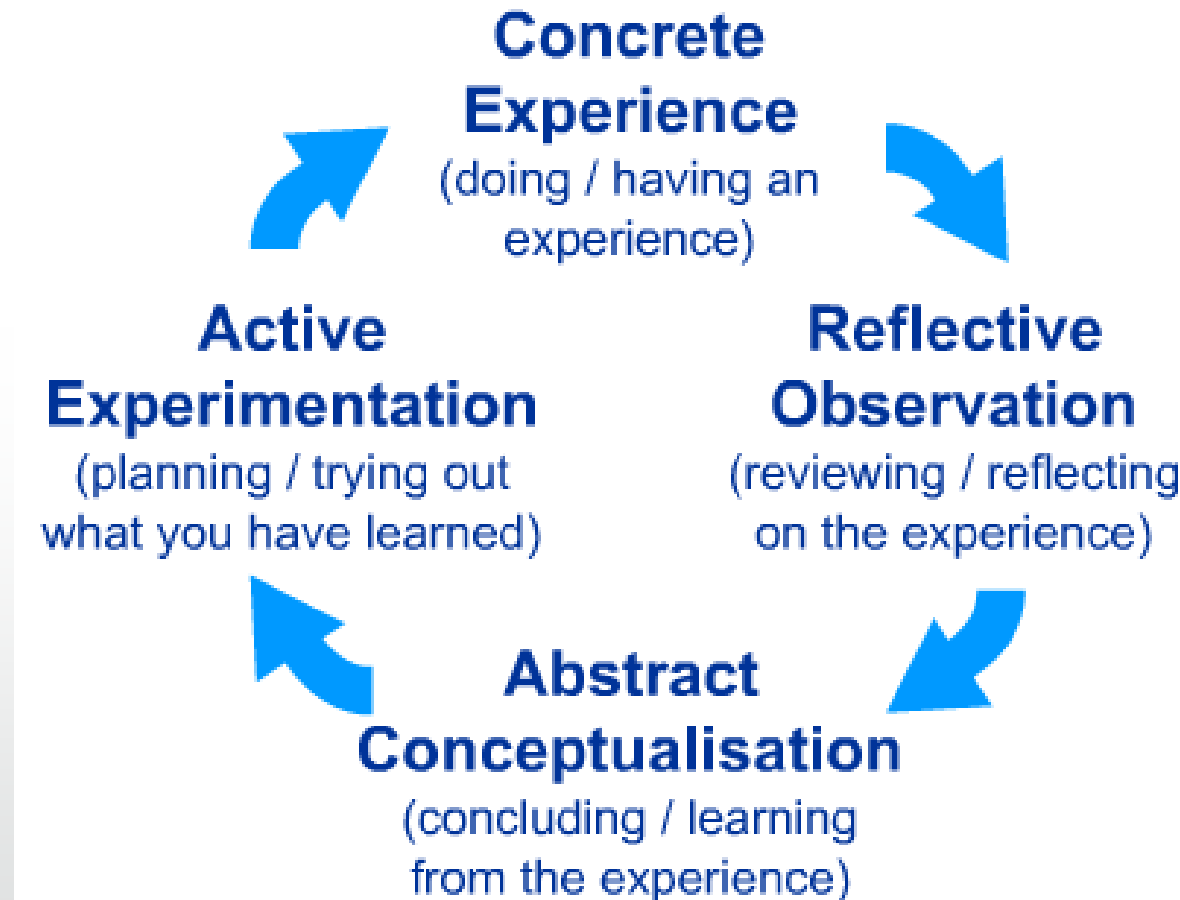 Concrete
Experience
(doing / having an
experience)
Reflective
Observation
(reviewing / reflecting
on the experience)
Abstract
Conceptualisation
(concluding / learning
from the experience)
Active
Experimentation
(planning / trying out
what you have learned)